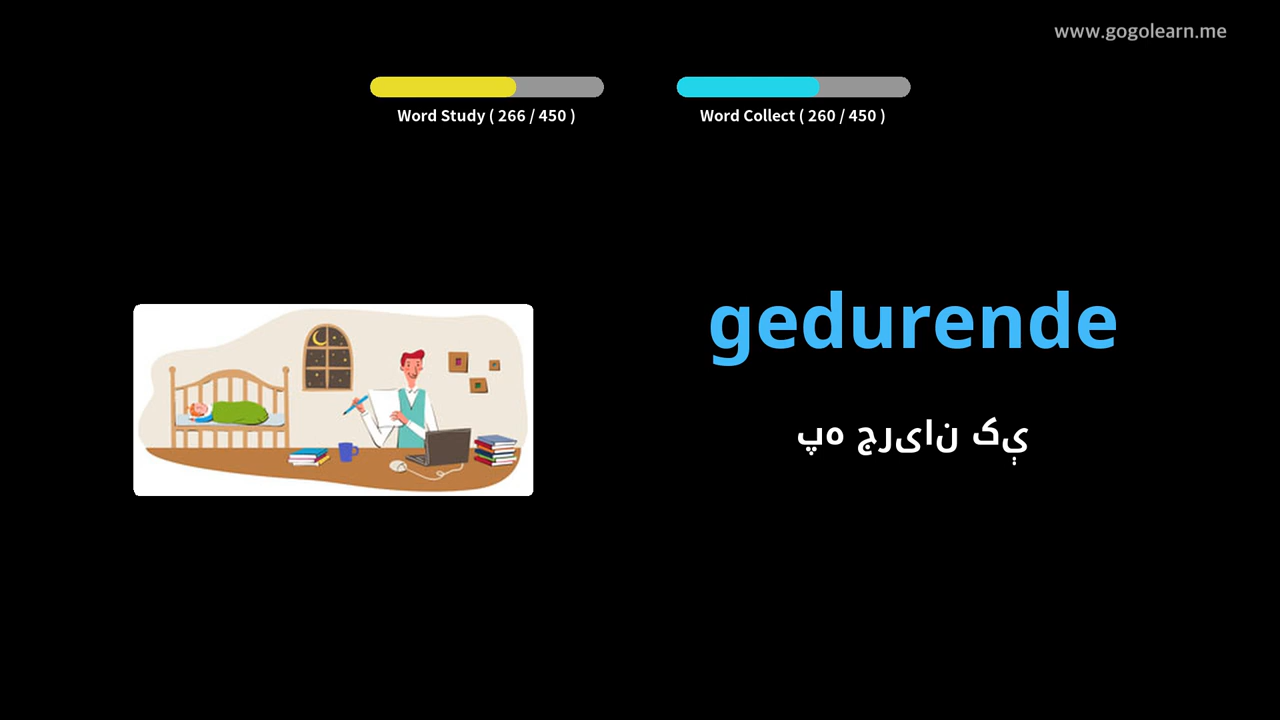 www.gogolearn.me
Word Study ( 266 / 450 )
Word Collect ( 260 / 450 )
gedurende
په جریان کې